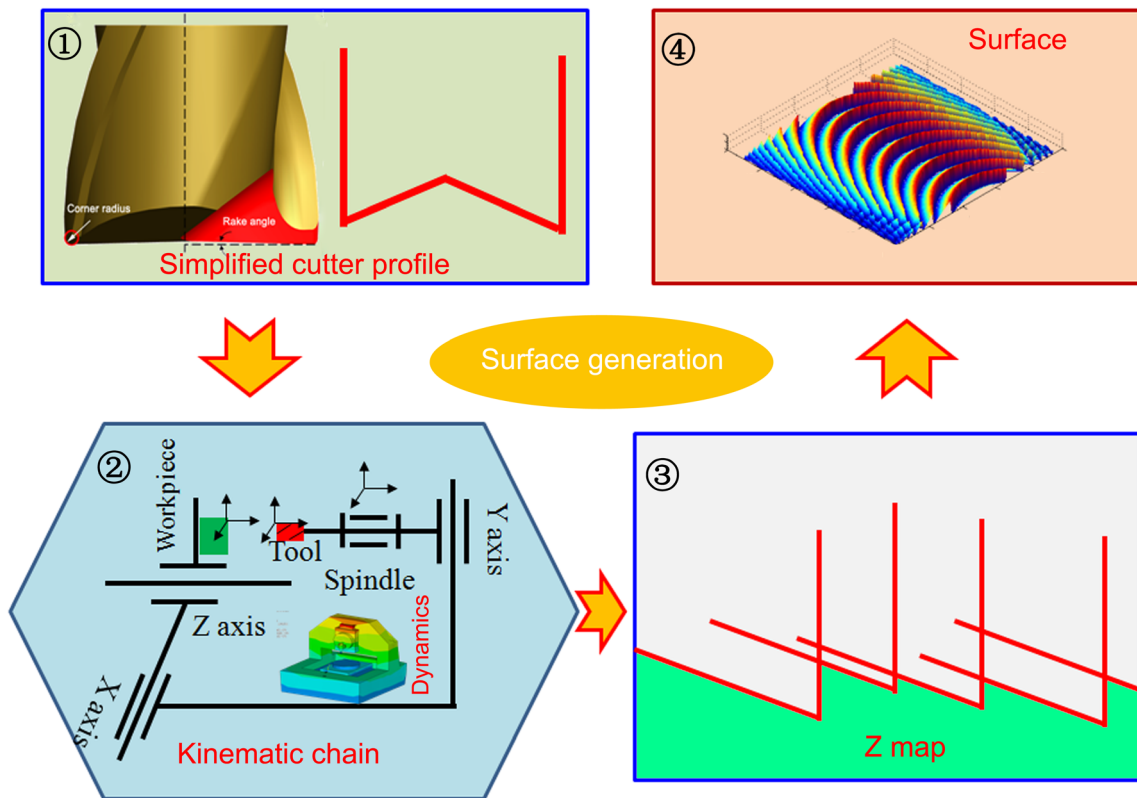 ①
Corner radius
Rake angle
Simplified cutter profile
④
Surface
Surface generation
②
Workpiece
Tool
Spindle
Y axis
Z axis
Dynamics
X axis
Kinematic chain
③
Z map